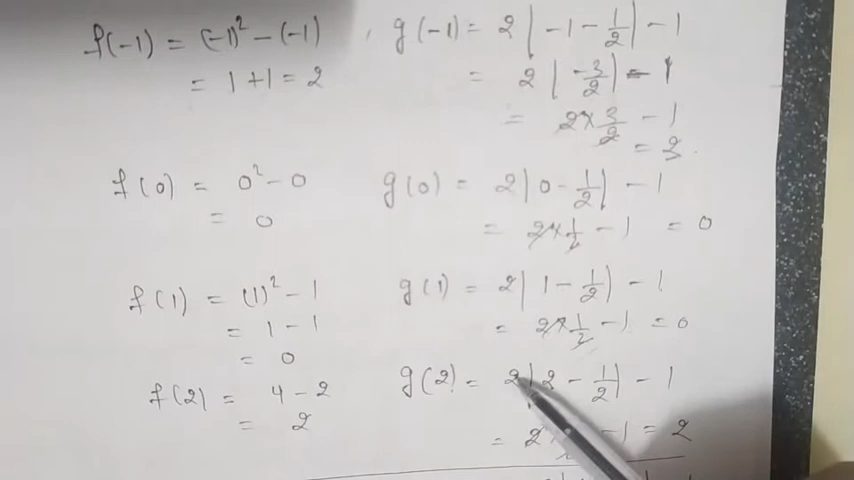 f(-1) = (-1)² - (-1) , g(-1) = 2|-1 - 1/2| - 1
= 1 + 1 = 2
= 2|-3/2| - 1
= 2 × 3/2 - 1
= 3.
f(0) = 0² - 0 g(0) = 2|0 - 1/2| - 1
= 0
= 2 × 1/2 - 1 = 0
f(1) = (1)² - 1 g(1) = 2|1 - 1/2| - 1
= 1 - 1
= 2 × 1/2 - 1 = 0
= 0
f(2) = 4 - 2 g(2) = 2|2 - 1/2| - 1
= 2
= 2 × - 1 = 2